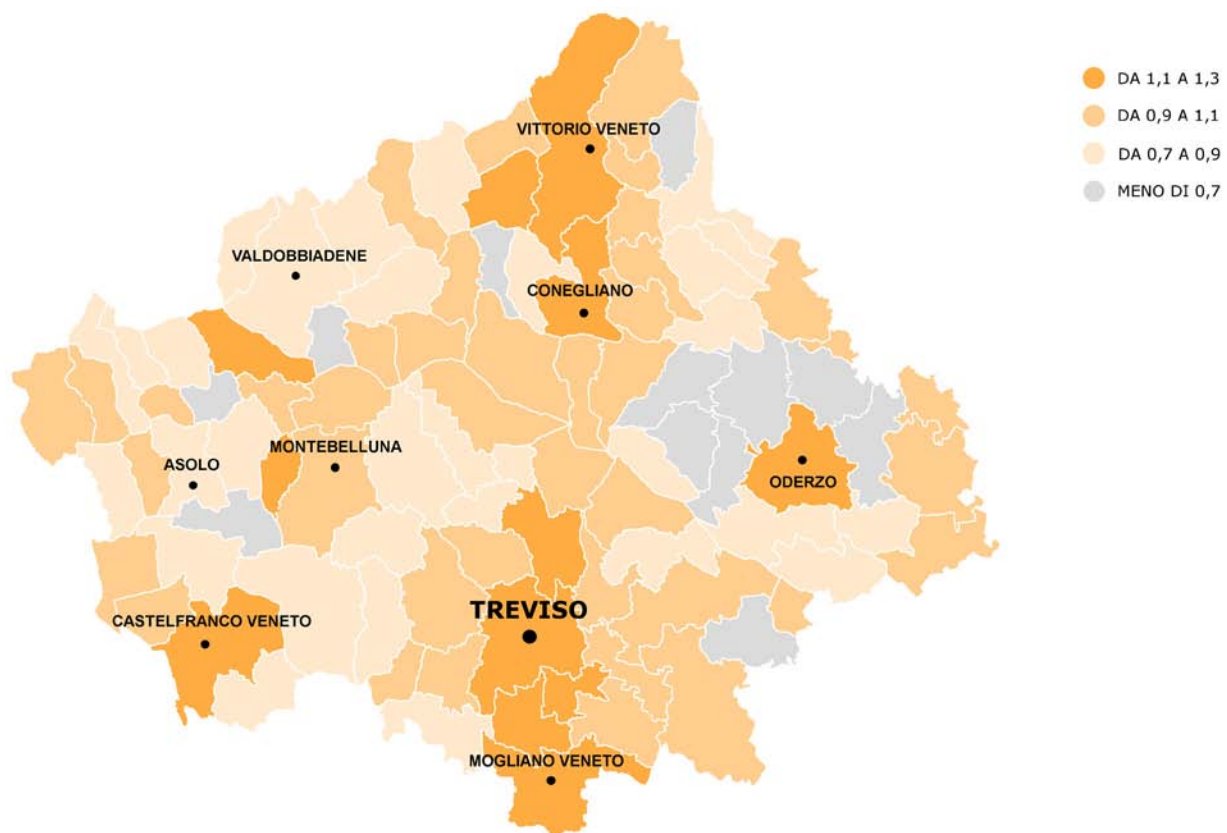 DA 1,1 A 1,3
DA 0,9 A 1,1
DA 0,7 A 0,9
MENO DI 0,7
VITTORIO VENETO
VALDOBBIADENE
CONEGLIANO
MONTEBELLUNA
ASOLO
ODERZO
TREVISO
CASTELFRANCO VENETO
MOGLIANO VENETO